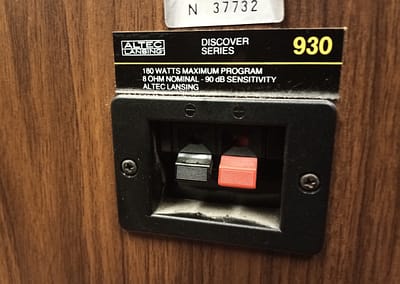 N 37732
ALTEC
LANSING
DISCOVER
SERIES
930
180 WATTS MAXIMUM PROGRAM
8 OHM NOMINAL - 90 dB SENSITIVITY
ALTEC LANSING